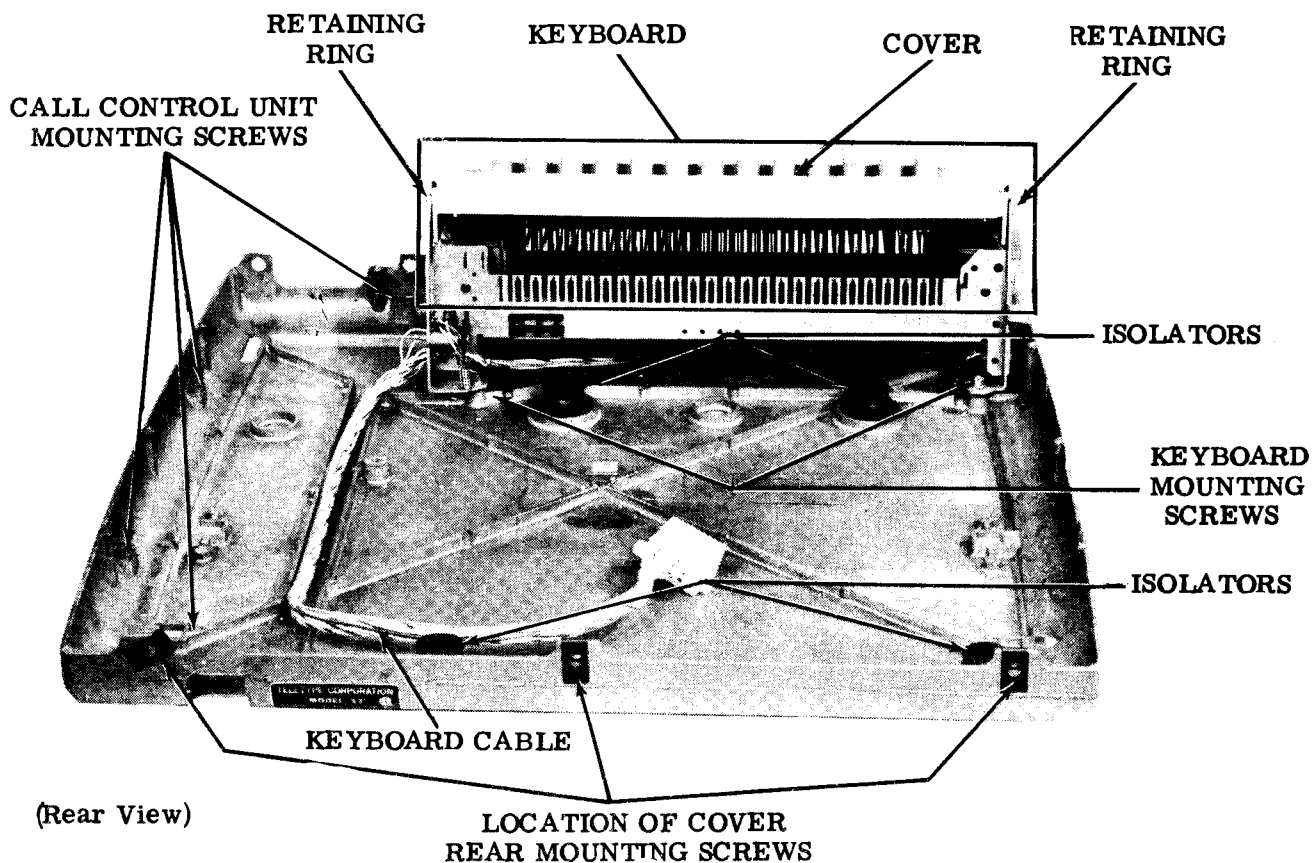 RETAINING
RING
KEYBOARD
COVER
RETAINING
RING
CALL CONTROL UNIT
MOUNTING SCREWS
ISOLATORS
KEYBOARD
MOUNTING
SCREWS
ISOLATORS
TELETYPE CORPORATION
MODEL
KEYBOARD CABLE
(Rear View)
LOCATION OF COVER
REAR MOUNTING SCREWS